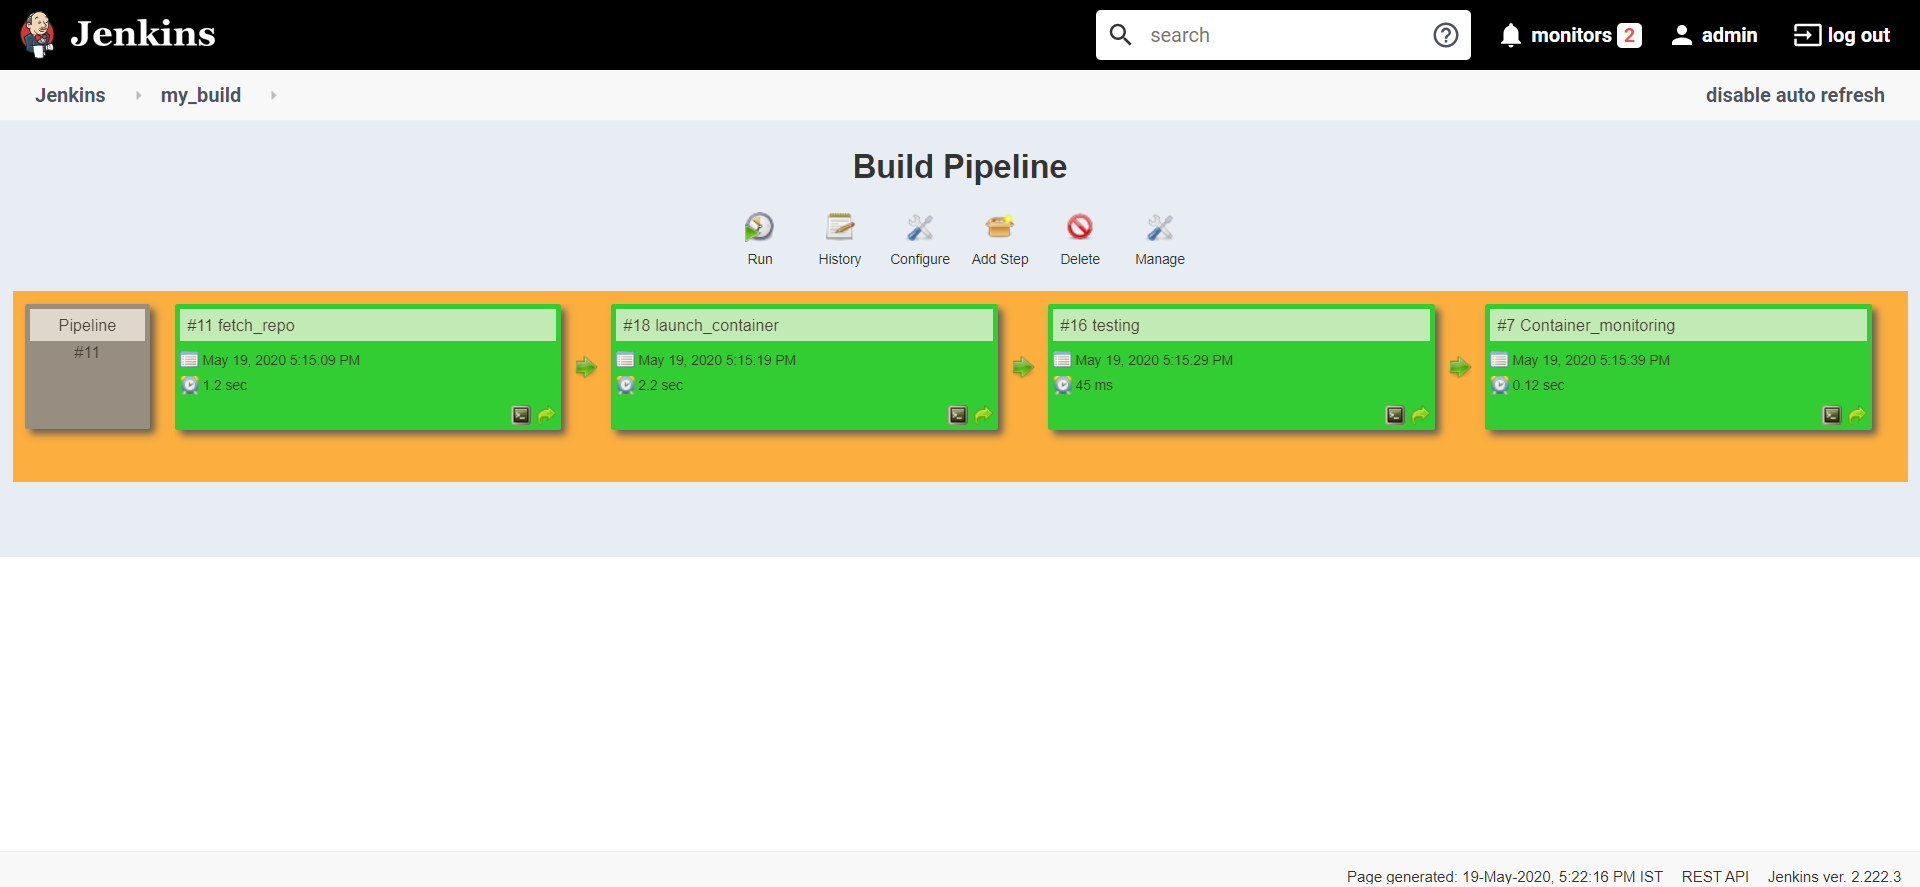 Jenkins
search
monitors 2
admin
log out
Jenkins
my_build
disable auto refresh
Build Pipeline
Run
History
Configure
Add Step
Delete
Manage
Pipeline
#11
#11 fetch_repo
May 19, 2020 5:15:09 PM
1.2 sec
#18 launch_container
May 19, 2020 5:15:19 PM
2.2 sec
#16 testing
May 19, 2020 5:15:29 PM
45 ms
#7 Container_monitoring
May 19, 2020 5:15:39 PM
0.12 sec
Page generated: 19-May-2020, 5:22:16 PM IST
REST API
Jenkins ver. 2.222.3